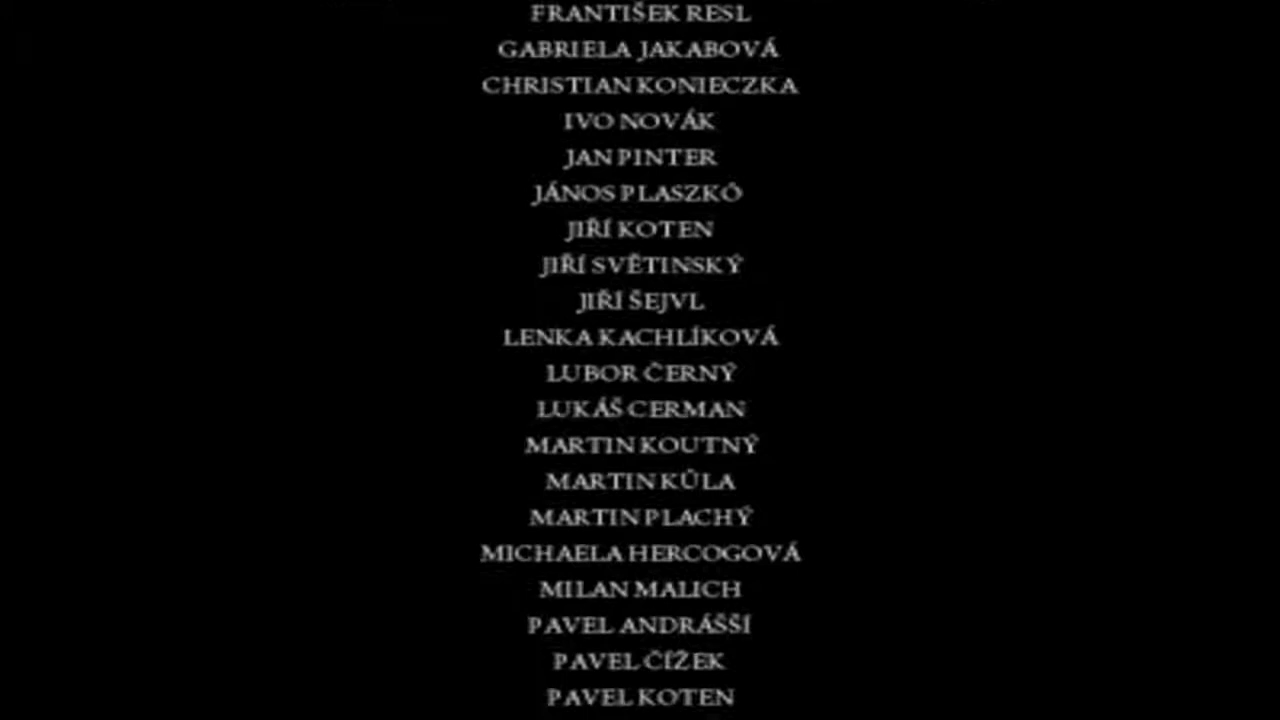 FRANTIŠEK RESL
GABRIELA JAKABOVÁ
CHRISTIAN KONIECZKA
IVO NOVÁK
JAN PINTER
JÁNOS PLASZKÓ
JIŘÍ KOTEN
JIŘÍ SVĚTINSKÝ
JIŘÍ ŠEJVL
LENKA KACHLÍKOVÁ
LUBOR ČERNÝ
LUKÁŠ CERMAN
MARTIN KOUTNÝ
MARTIN KŮLA
MARTIN PLACHÝ
MICHAELA HERCOGOVÁ
MILAN MALICH
PAVEL ANDRÁŠŠÍ
PAVEL ČÍŽEK
PAVEL KOTEN